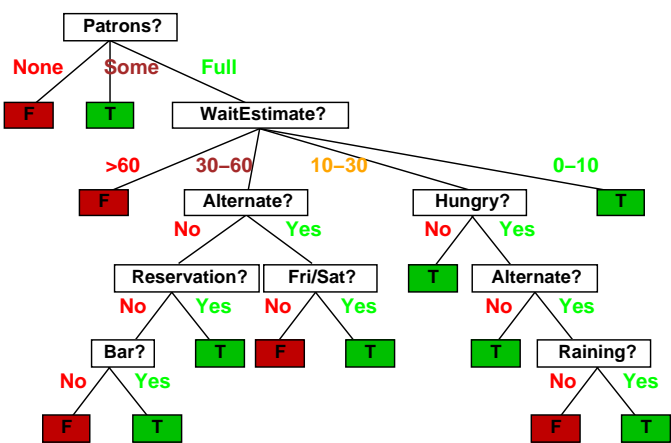 Patrons?
None Some Full
F T WaitEstimate?
>60 30–60 10–30 0–10
F Alternate? Hungry? T
No Yes No Yes
Reservation? Fri/Sat? T Alternate?
No Yes No Yes No Yes
Bar? T F T T Raining?
No Yes No Yes
F T F T